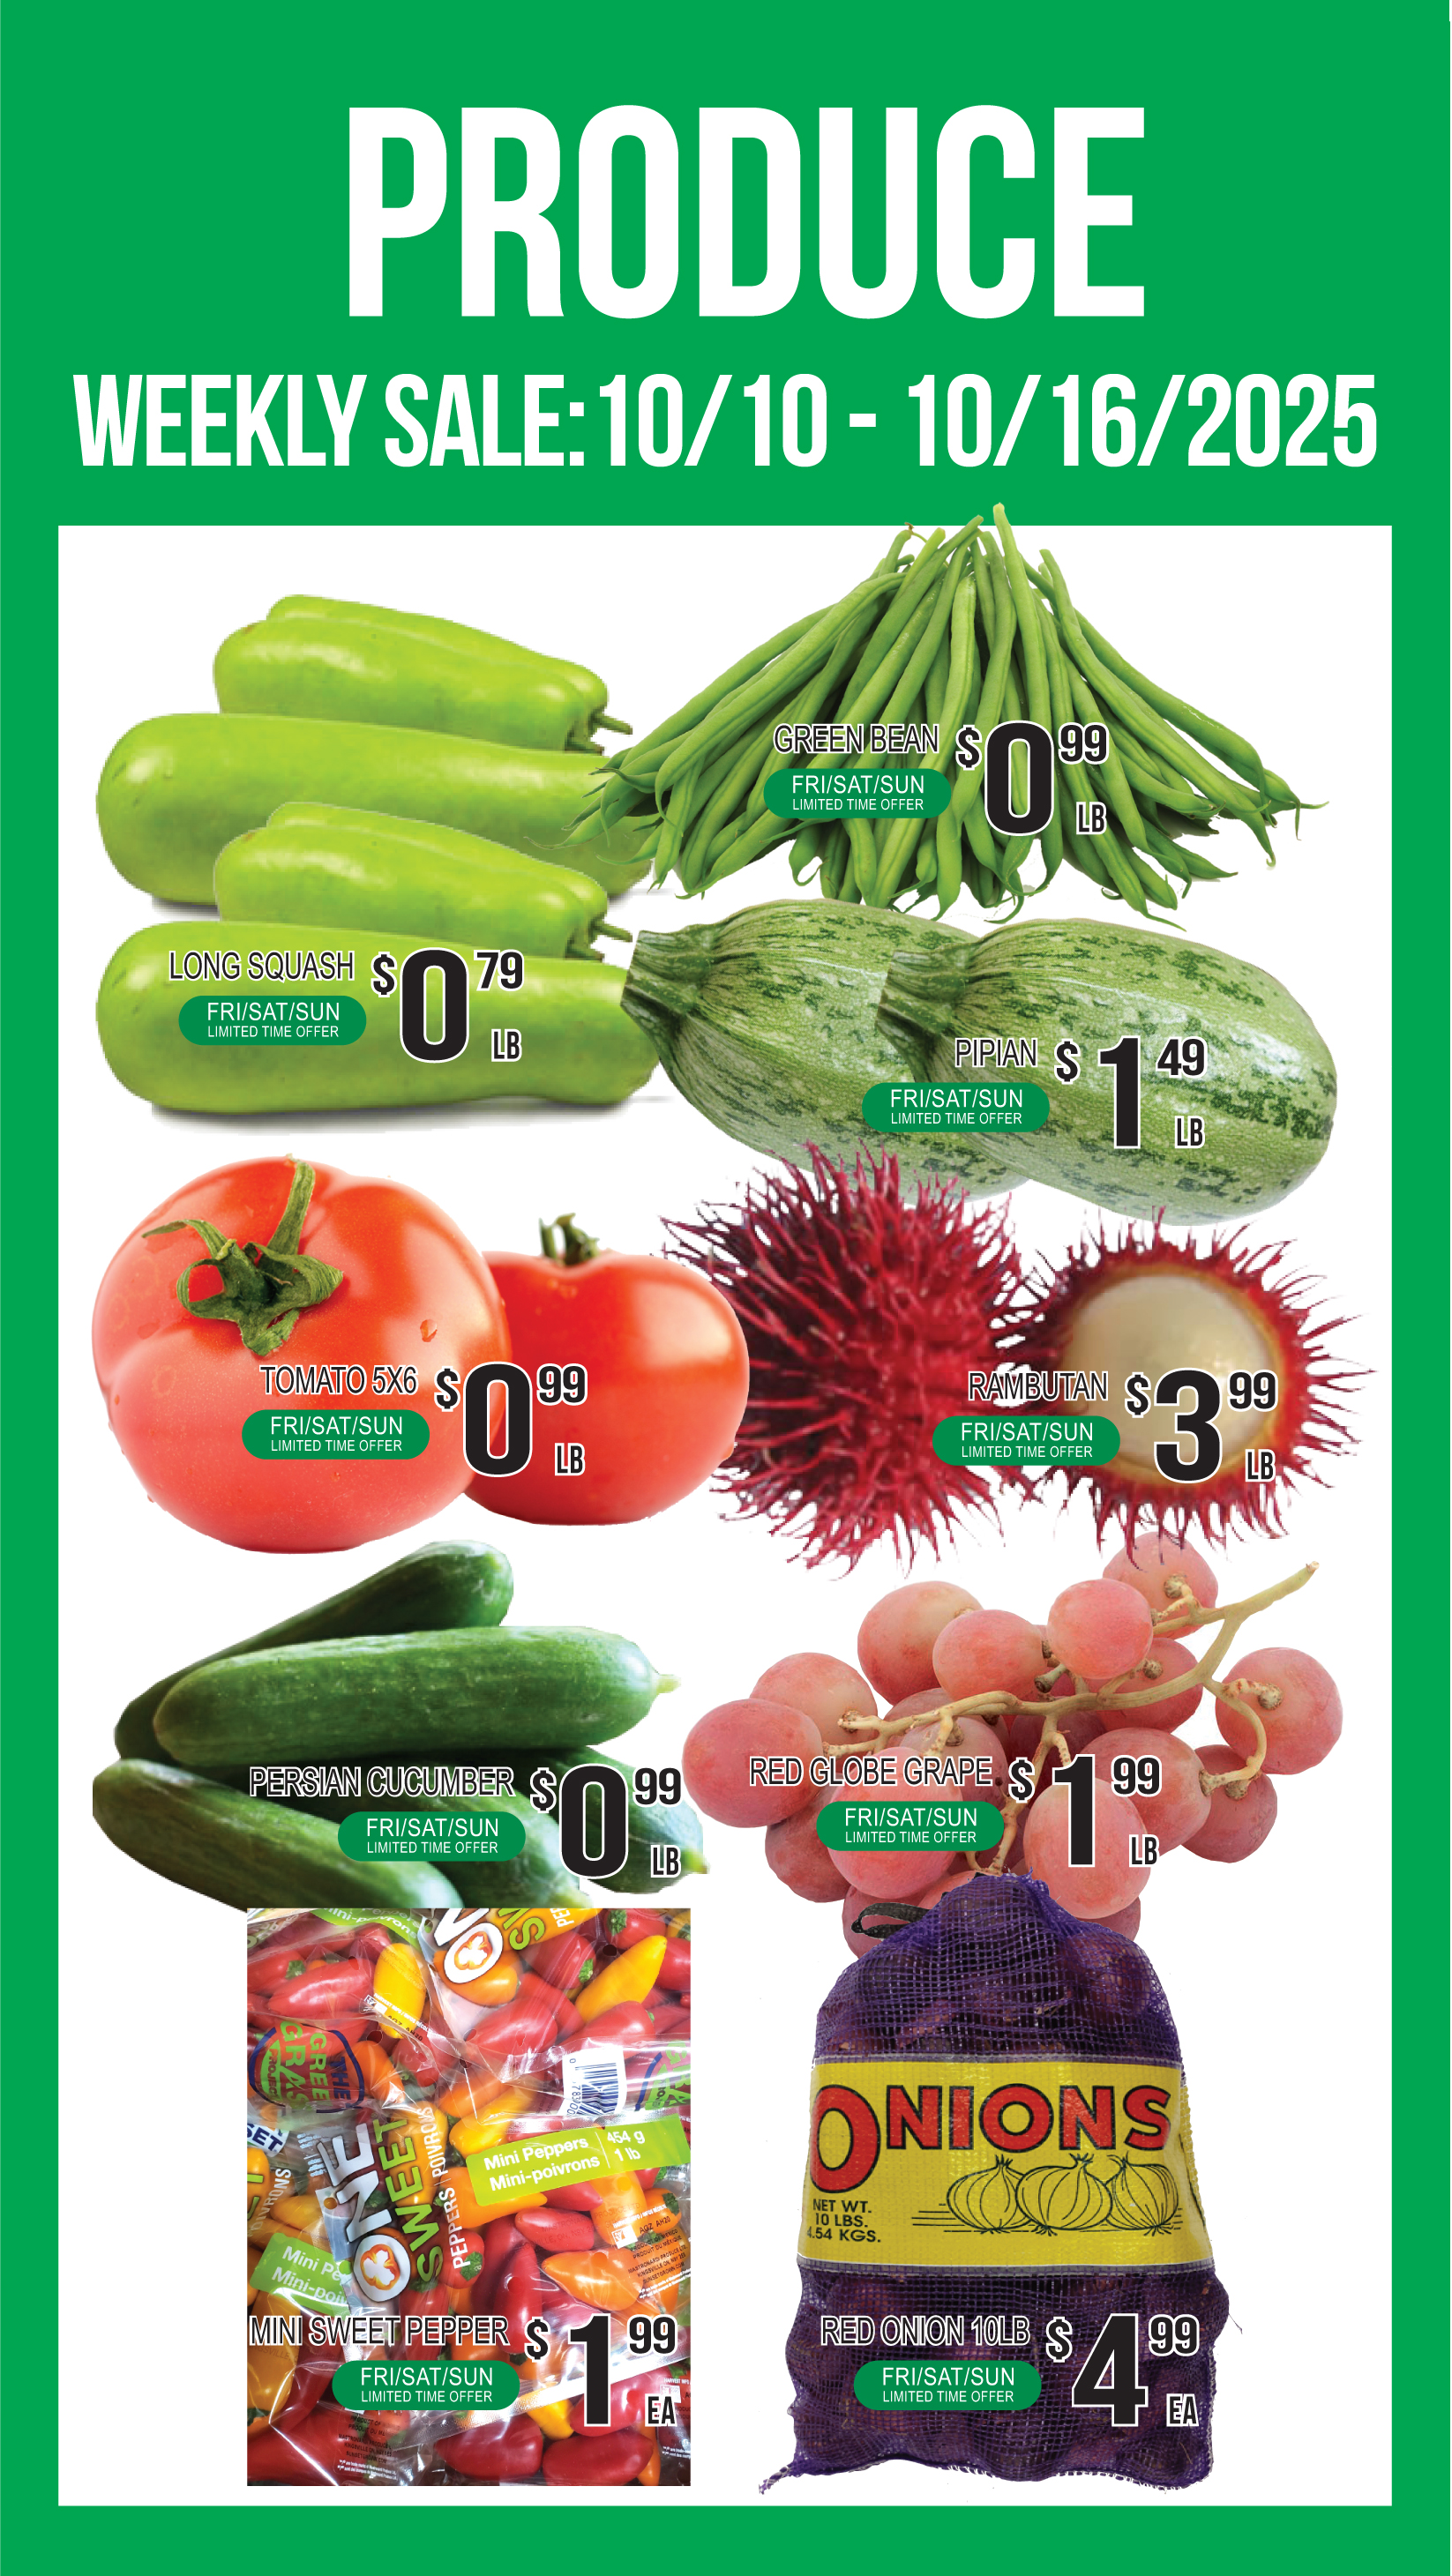 PRODUCE
WEEKLY SALE: 10/10 - 10/16/2025
GREEN BEAN $0.99 LB
FRI/SAT/SUN
LIMITED TIME OFFER
LONG SQUASH $0.79 LB
FRI/SAT/SUN
LIMITED TIME OFFER
PIPIAN $1.49 LB
FRI/SAT/SUN
LIMITED TIME OFFER
TOMATO 5X6 $0.99 LB
FRI/SAT/SUN
LIMITED TIME OFFER
RAMBUTAN $3.99 LB
FRI/SAT/SUN
LIMITED TIME OFFER
PERSIAN CUCUMBER $0.99 LB
FRI/SAT/SUN
LIMITED TIME OFFER
RED GLOBE GRAPE $1.99 LB
FRI/SAT/SUN
LIMITED TIME OFFER
ONE
SWEET
PEPPERS POIVRONS
Mini Peppers
Mini-poivrons
454 g
1 lb
MINI SWEET PEPPER $1.99 EA
FRI/SAT/SUN
LIMITED TIME OFFER
ONIONS
NET WT.
10 LBS.
4.54 KGS.
RED ONION 10LB $4.99 EA
FRI/SAT/SUN
LIMITED TIME OFFER